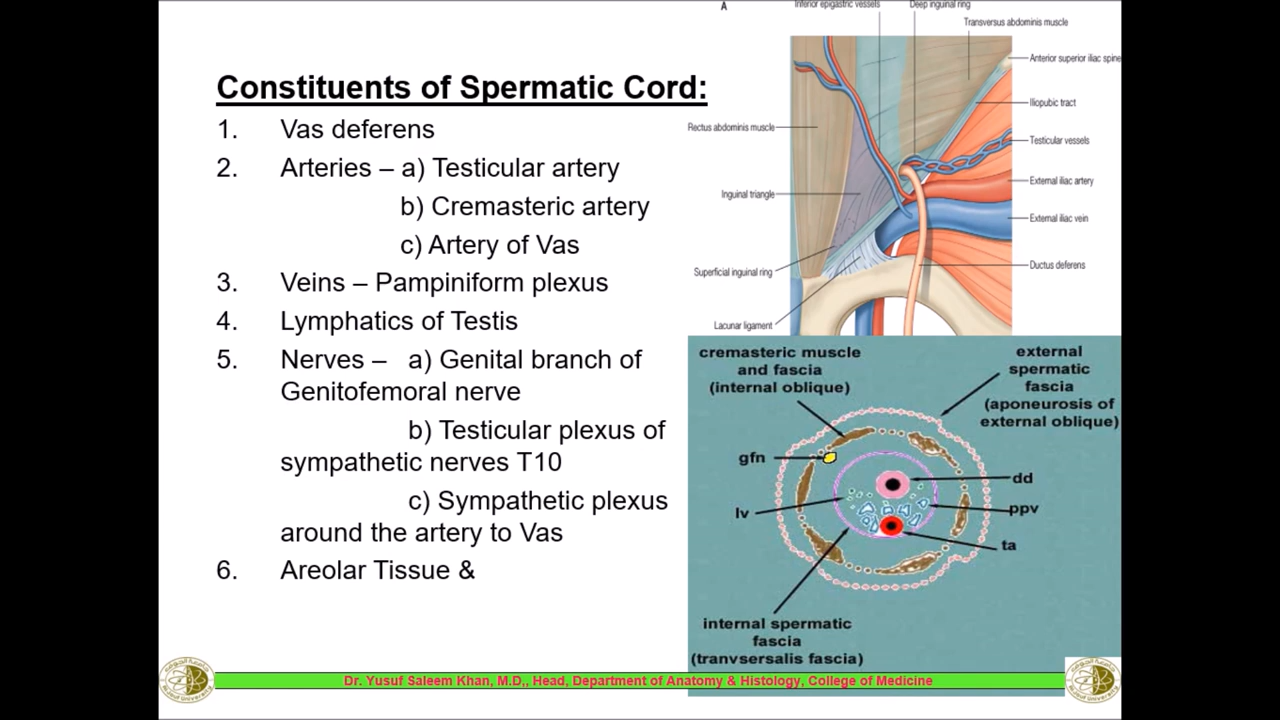 Constituents of Spermatic Cord:
1. Vas deferens
2. Arteries – a) Testicular artery
b) Cremasteric artery
c) Artery of Vas
3. Veins – Pampiniform plexus
4. Lymphatics of Testis
5. Nerves – a) Genital branch of
Genitofemoral nerve
b) Testicular plexus of
sympathetic nerves T10
c) Sympathetic plexus
around the artery to Vas
6. Areolar Tissue &
A
Inferior epigastric vessels
Deep inguinal ring
Transversus abdominis muscle
Anterior superior iliac spine
Iliopubic tract
Rectus abdominis muscle
Testicular vessels
External iliac artery
Inguinal triangle
External iliac vein
Ductus deferens
Superficial inguinal ring
Lacunar ligament
cremasteric muscle
and fascia
(internal oblique)
external
spermatic
fascia
(aponeurosis of
external oblique)
gfn
dd
lv
ppv
ta
internal spermatic
fascia
(tranvsersalis fascia)
Dr. Yusuf Saleem Khan, M.D,, Head, Department of Anatomy & Histology, College of Medicine